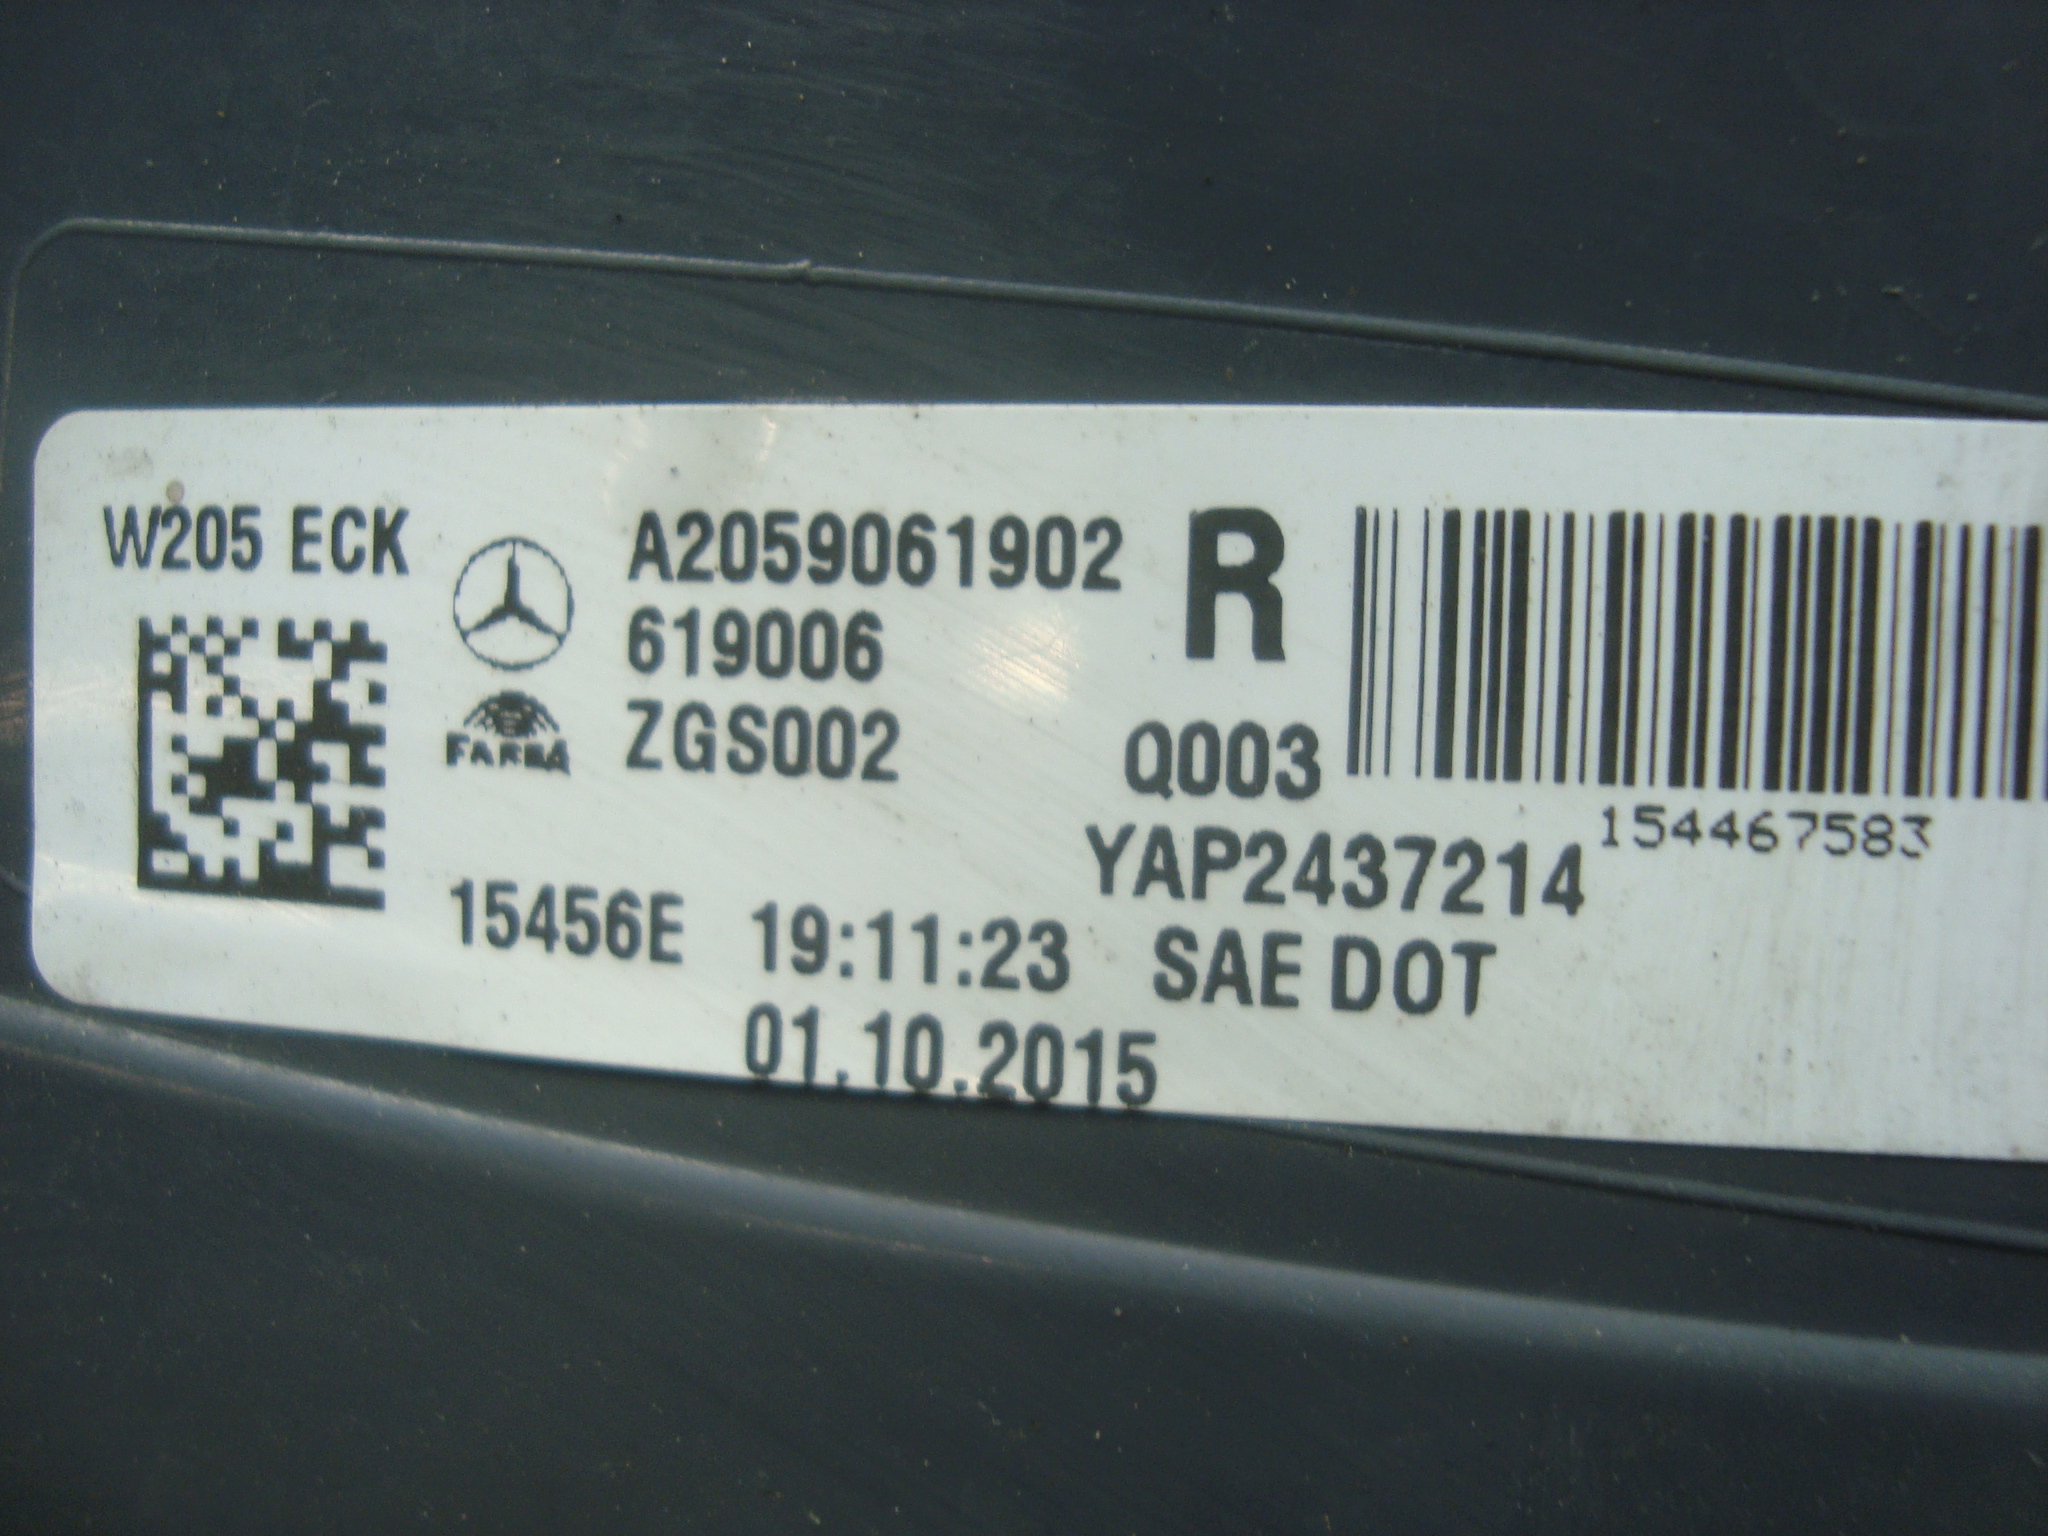 W205 ECK
A2059061902 R
619006
ZGS002
FARBA
Q003
YAP2437214
154467583
15456E 19:11:23 SAE DOT
01.10.2015